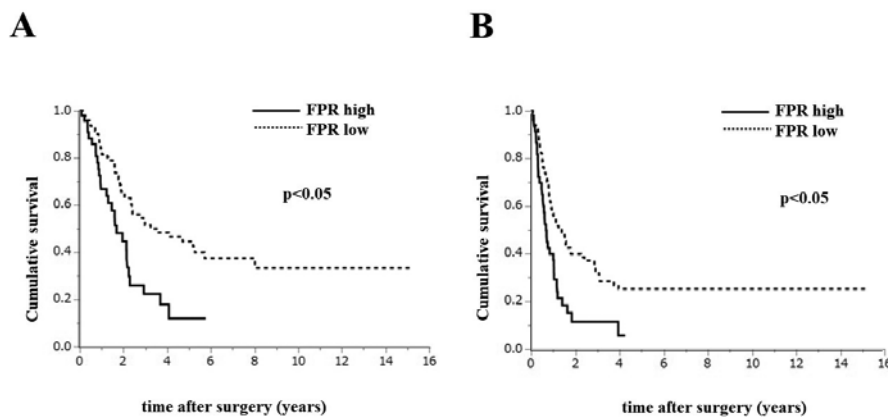 A
B
FPR high
FPR low
p<0.05
Cumulative survival
1.0
0.8
0.6
0.4
0.2
0.0
0 2 4 6 8 10 12 14 16
time after surgery (years)
FPR high
FPR low
p<0.05
Cumulative survival
1.0
0.8
0.6
0.4
0.2
0.0
0 2 4 6 8 10 12 14 16
time after surgery (years)